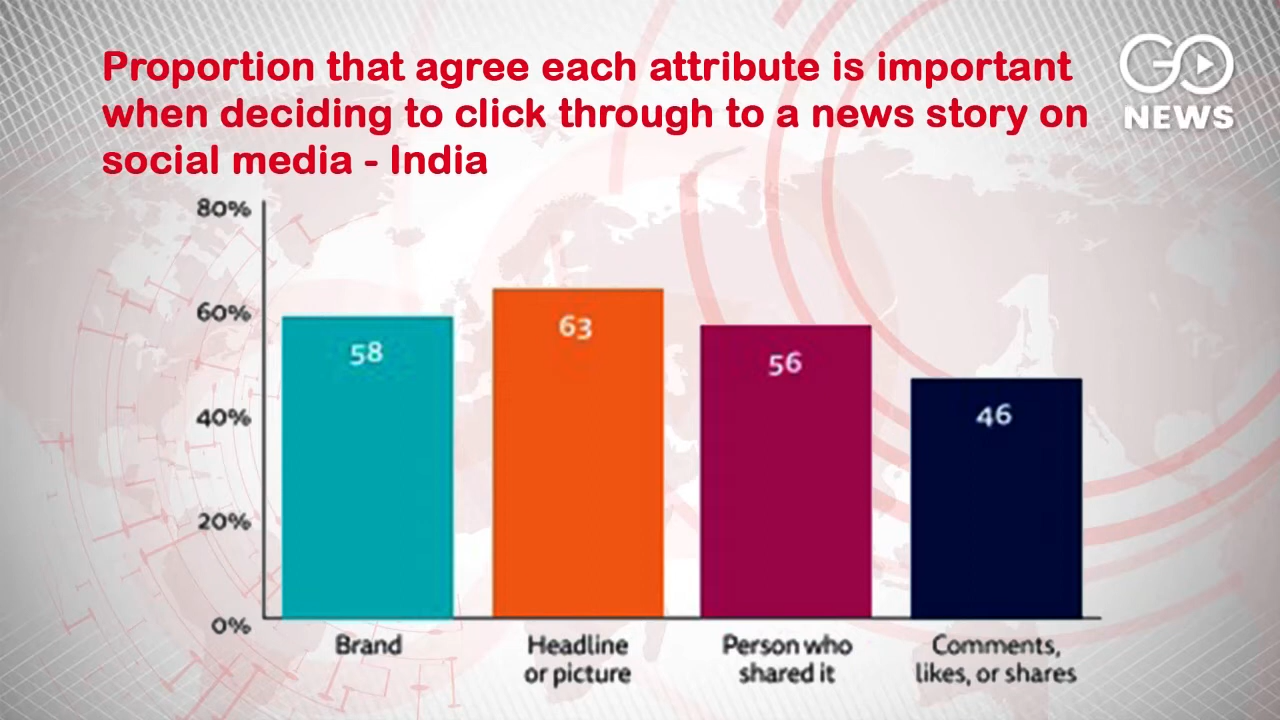 Proportion that agree each attribute is important
when deciding to click through to a news story on
social media - India
GO
NEWS
80%
60%
40%
20%
0%
58
63
56
46
Brand
Headline
or picture
Person who
shared it
Comments,
likes, or shares